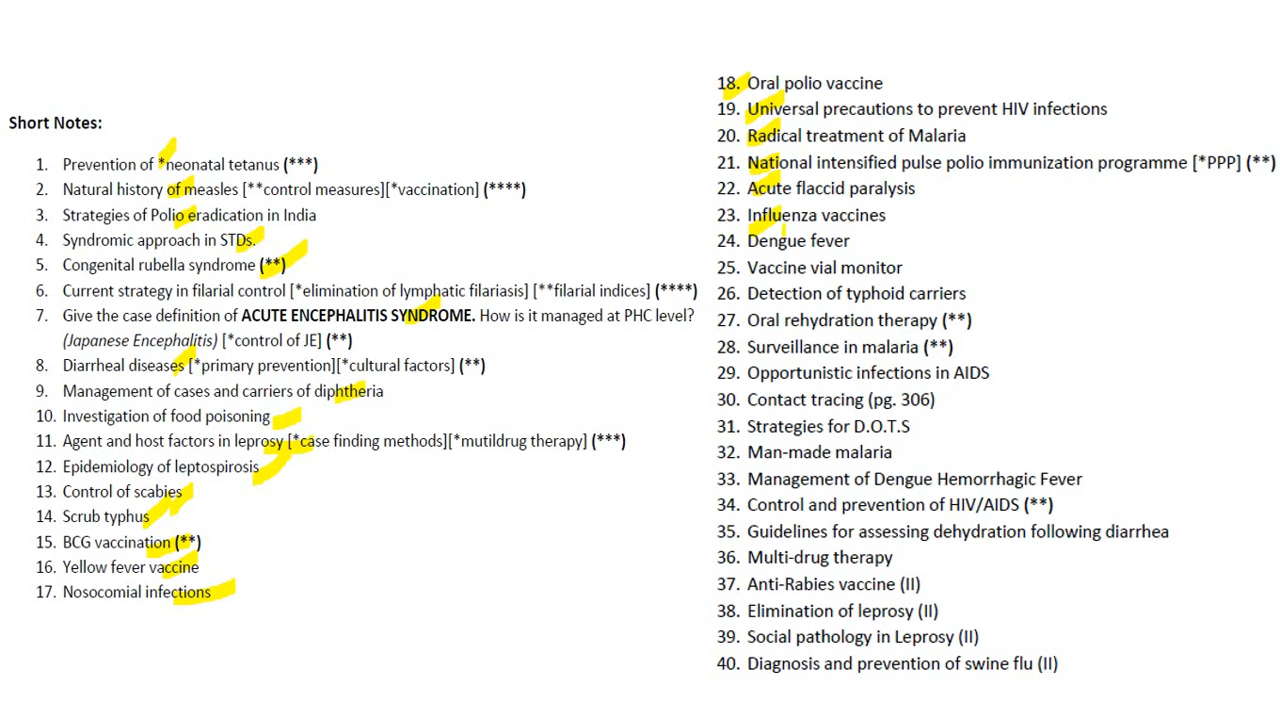 Short Notes:
1. Prevention of *neonatal tetanus (***)
2. Natural history of measles [**control measures][*vaccination] (****)
3. Strategies of Polio eradication in India
4. Syndromic approach in STDs.
5. Congenital rubella syndrome (**)
6. Current strategy in filarial control [*elimination of lymphatic filariasis] [**filarial indices] (****)
7. Give the case definition of ACUTE ENCEPHALITIS SYNDROME. How is it managed at PHC level?
(Japanese Encephalitis) [*control of JE] (**)
8. Diarrheal diseases [*primary prevention][*cultural factors] (**)
9. Management of cases and carriers of diphtheria
10. Investigation of food poisoning
11. Agent and host factors in leprosy [*case finding methods][*mutildrug therapy] (***)
12. Epidemiology of leptospirosis
13. Control of scabies
14. Scrub typhus
15. BCG vaccination (**)
16. Yellow fever vaccine
17. Nosocomial infections
18. Oral polio vaccine
19. Universal precautions to prevent HIV infections
20. Radical treatment of Malaria
21. National intensified pulse polio immunization programme [*PPP] (**)
22. Acute flaccid paralysis
23. Influenza vaccines
24. Dengue fever
25. Vaccine vial monitor
26. Detection of typhoid carriers
27. Oral rehydration therapy (**)
28. Surveillance in malaria (**)
29. Opportunistic infections in AIDS
30. Contact tracing (pg. 306)
31. Strategies for D.O.T.S
32. Man-made malaria
33. Management of Dengue Hemorrhagic Fever
34. Control and prevention of HIV/AIDS (**)
35. Guidelines for assessing dehydration following diarrhea
36. Multi-drug therapy
37. Anti-Rabies vaccine (II)
38. Elimination of leprosy (II)
39. Social pathology in Leprosy (II)
40. Diagnosis and prevention of swine flu (II)